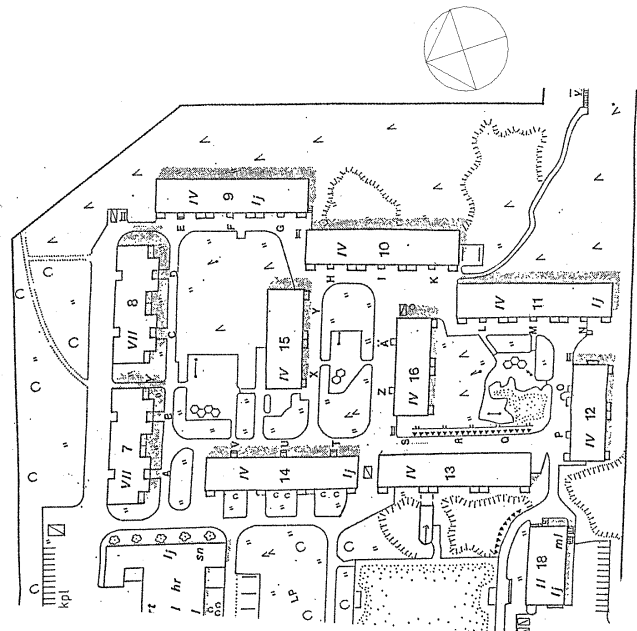 V
IV
9
Ij
E
F
G
IV
10
H
I
K
VII
8
D
C
IV
15
Y
X
IV
11
Ij
L
M
N
IV
16
Ä
Z
O
VII
7
B
A
V
U
T
IV
14
Ij
S
R
Q
13
IV
P
IV
12
Ij
sn
hr
I
rt
I
LP
kpl
II
18
Ij
ml